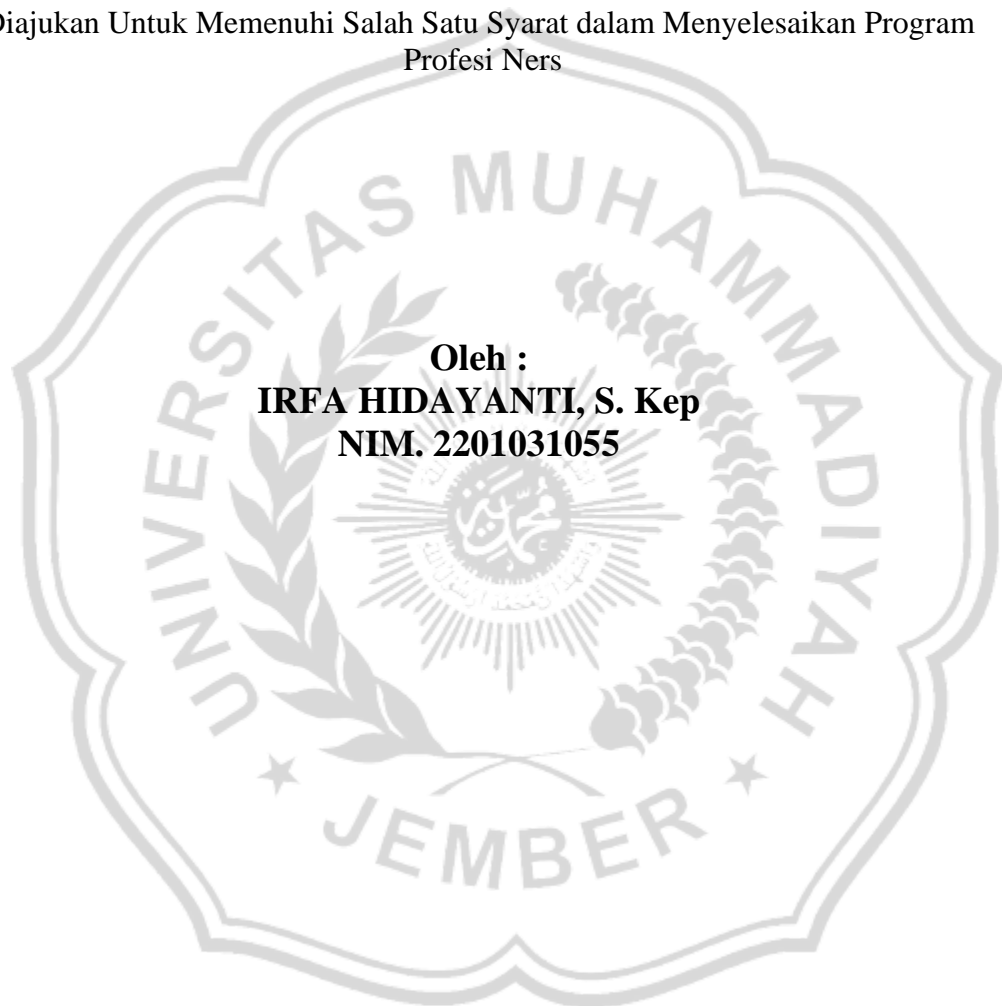 Diajukan Untuk Memenuhi Salah Satu Syarat dalam Menyelesaikan Program
Profesi Ners
UNIVERSITAS MUHAMMADIYAH
Oleh :
IRFA HIDAYANTI, S. Kep
NIM. 2201031055
JEMBER